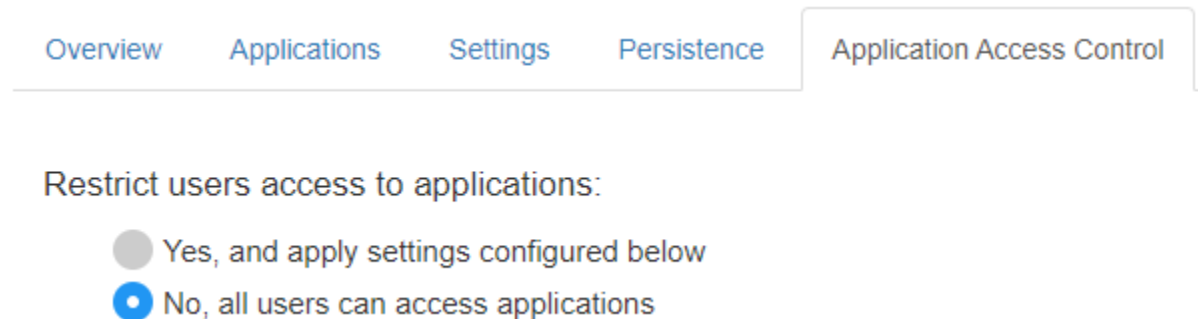 Overview Applications Settings Persistence Application Access Control
Restrict users access to applications:
Yes, and apply settings configured below
No, all users can access applications